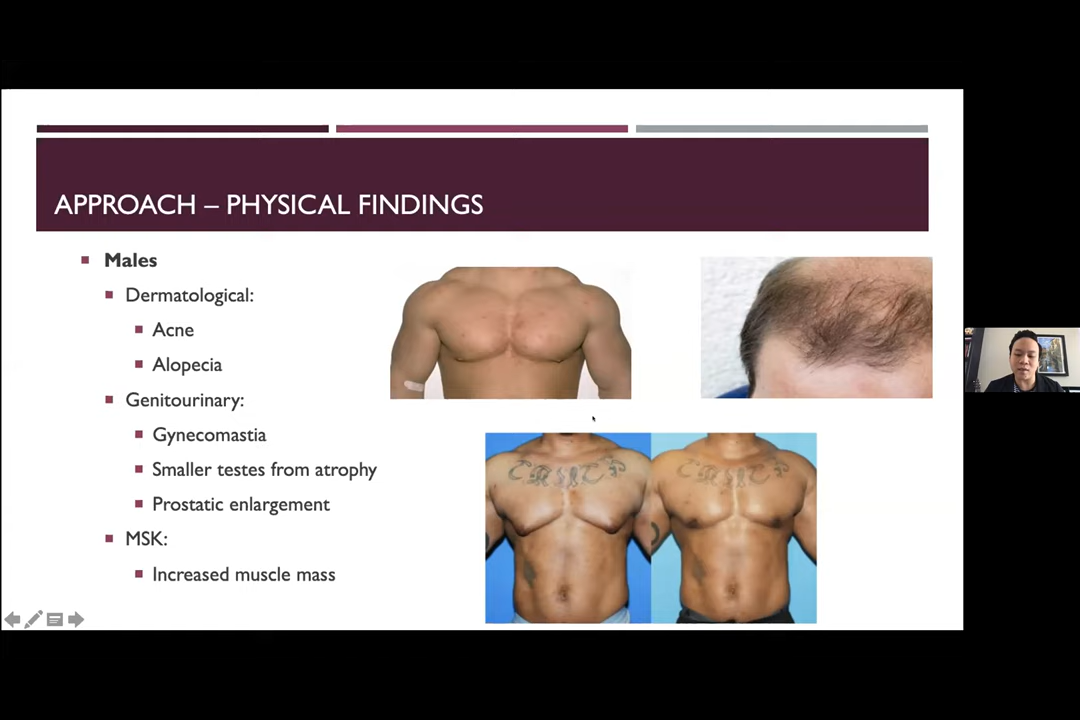 APPROACH – PHYSICAL FINDINGS
Males
Dermatological:
Acne
Alopecia
Genitourinary:
Gynecomastia
Smaller testes from atrophy
Prostatic enlargement
MSK:
Increased muscle mass